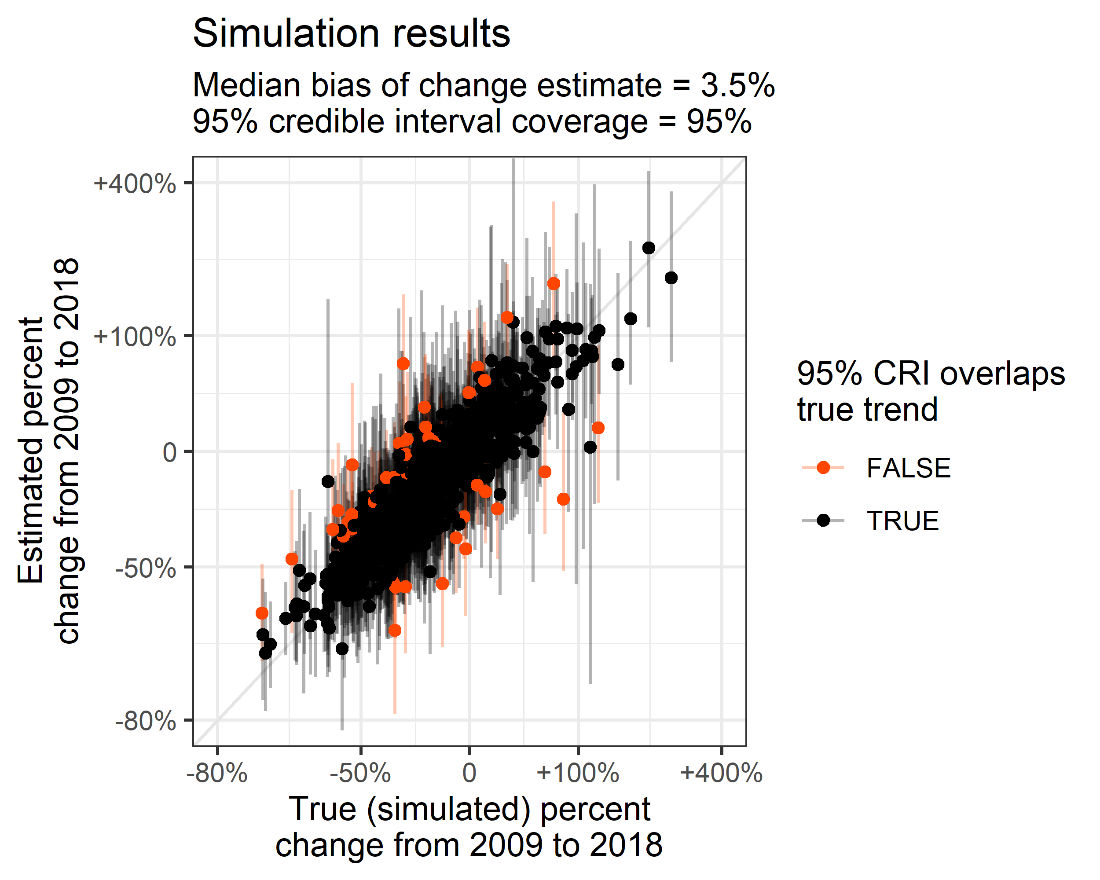 Simulation results
Median bias of change estimate = 3.5%
95% credible interval coverage = 95%
+400%
+100%
0
-50%
-80%
Estimated percent
change from 2009 to 2018
-80%
-50%
0
+100%
+400%
True (simulated) percent
change from 2009 to 2018
95% CRI overlaps
true trend
FALSE
TRUE